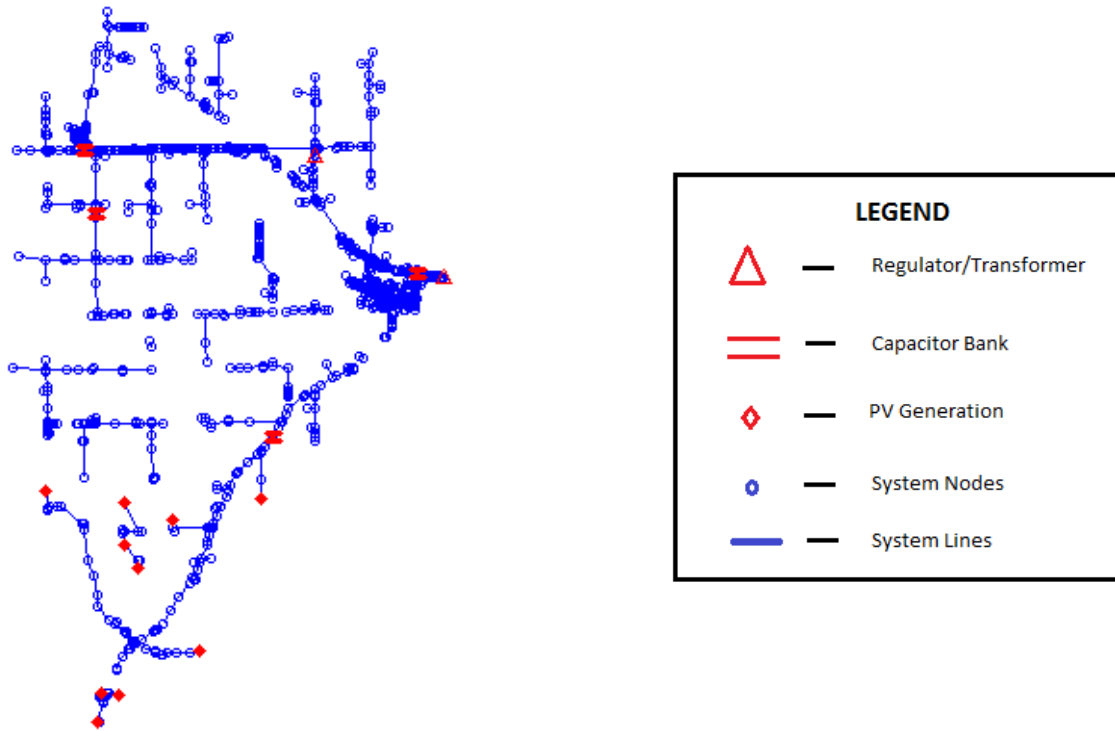 LEGEND
Regulator/Transformer
Capacitor Bank
PV Generation
System Nodes
System Lines